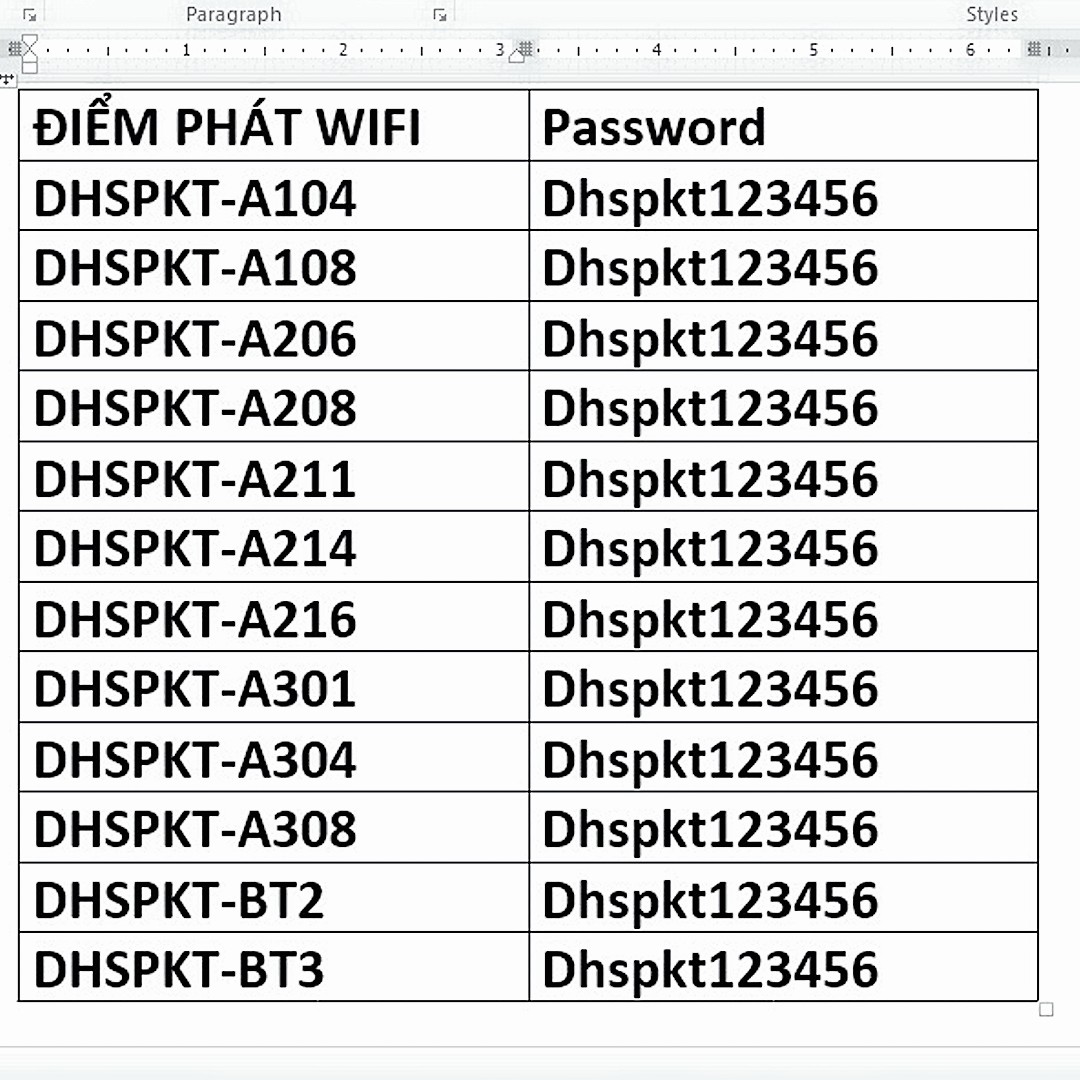 Paragraph Styles
1 2 3 4 5 6
ĐIỂM PHÁT WIFI Password
DHSPKT-A104 Dhspkt123456
DHSPKT-A108 Dhspkt123456
DHSPKT-A206 Dhspkt123456
DHSPKT-A208 Dhspkt123456
DHSPKT-A211 Dhspkt123456
DHSPKT-A214 Dhspkt123456
DHSPKT-A216 Dhspkt123456
DHSPKT-A301 Dhspkt123456
DHSPKT-A304 Dhspkt123456
DHSPKT-A308 Dhspkt123456
DHSPKT-BT2 Dhspkt123456
DHSPKT-BT3 Dhspkt123456